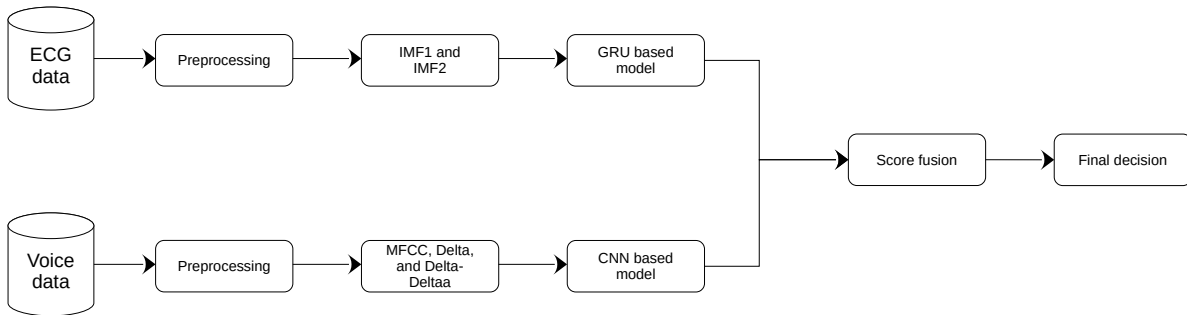 ECG
data
Preprocessing
IMF1 and
IMF2
GRU based
model
Score fusion
Final decision
Voice
data
Preprocessing
MFCC, Delta,
and Delta-
Deltaa
CNN based
model